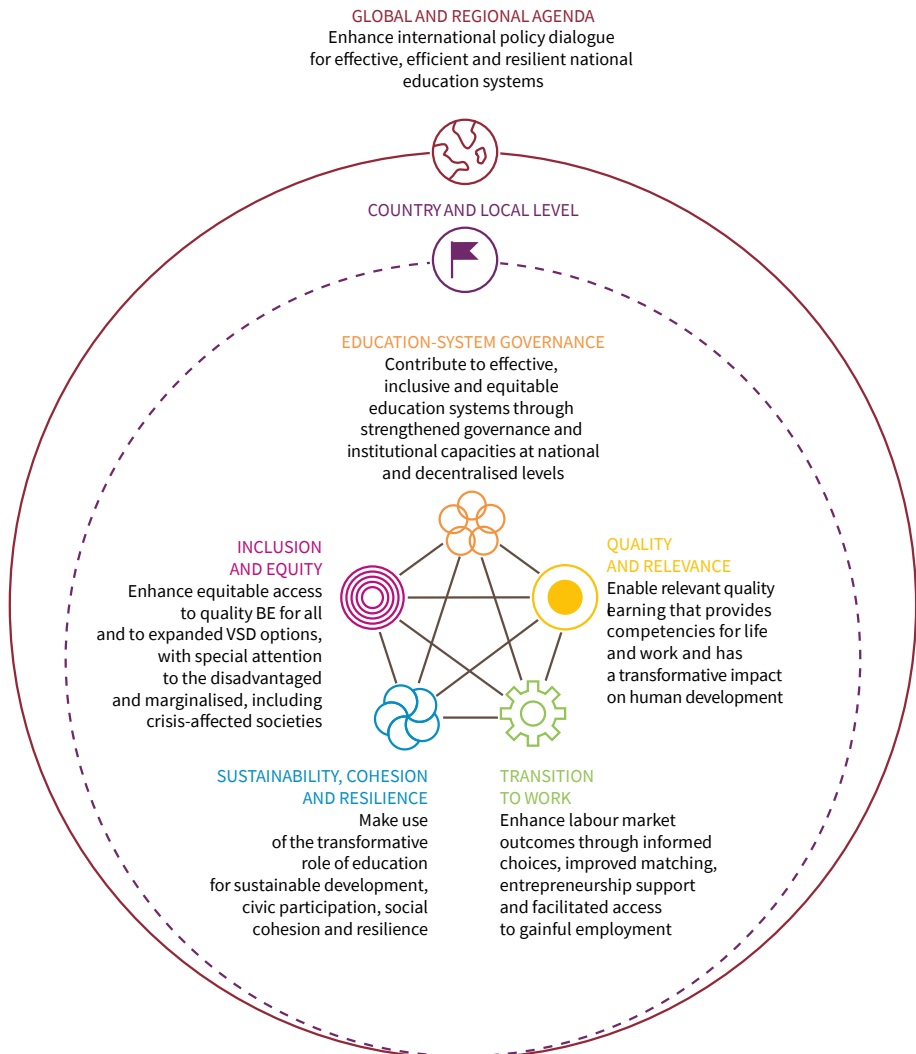 GLOBAL AND REGIONAL AGENDA
Enhance international policy dialogue
for effective, efficient and resilient national
education systems
COUNTRY AND LOCAL LEVEL
EDUCATION-SYSTEM GOVERNANCE
Contribute to effective,
inclusive and equitable
education systems through
strengthened governance and
institutional capacities at national
and decentralised levels
INCLUSION
AND EQUITY
Enhance equitable access
to quality BE for all
and to expanded VSD options,
with special attention
to the disadvantaged
and marginalised, including
crisis-affected societies
QUALITY
AND RELEVANCE
Enable relevant quality
learning that provides
competencies for life
and work and has
a transformative impact
on human development
SUSTAINABILITY, COHESION
AND RESILIENCE
Make use
of the transformative
role of education
for sustainable development,
civic participation, social
cohesion and resilience
TRANSITION
TO WORK
Enhance labour market
outcomes through informed
choices, improved matching,
entrepreneurship support
and facilitated access
to gainful employment